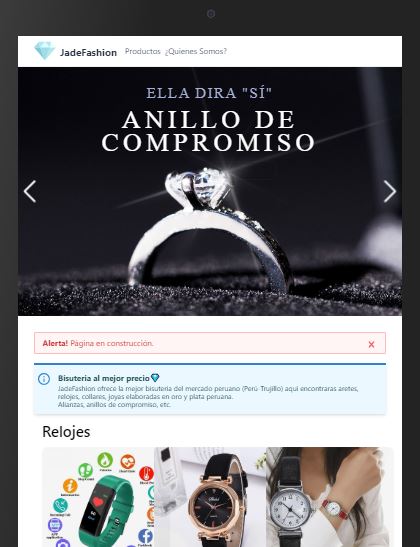 JadeFashion Productos ¿Quienes Somos?
ELLA DIRA "SÍ"
ANILLO DE
COMPROMISO
Alerta! Página en construcción. x
Bisuteria al mejor precio
JadeFashion ofrece la mejor bisuteria del mercado peruano (Perú-Trujillo) aqui encontraras aretes,
relojes, collares, joyas elaboradas en oro y plata peruana.
Alianzas, anillos de compromiso, etc.
Relojes